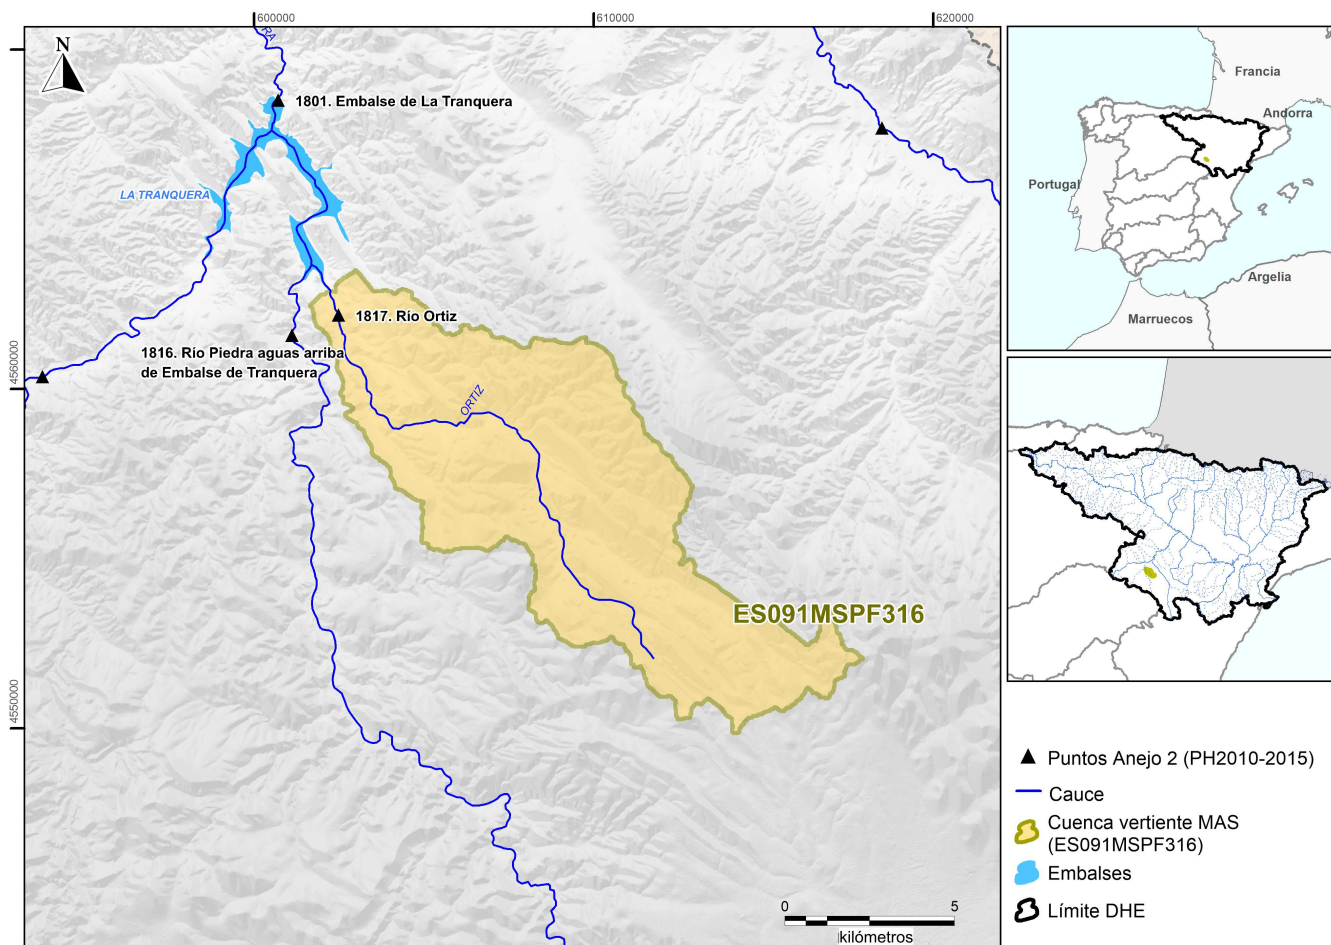 600000
610000
620000
N
RA
1801. Embalse de La Tranquera
LA TRANQUERA
1817. Río Ortiz
1816. Río Piedra aguas arriba
de Embalse de Tranquera
ORTIZ
ES091MSPF316
4560000
4550000
0
5
kilómetros
Francia
Andorra
Portugal
Argelia
Marruecos
Puntos Anejo 2 (PH2010-2015)
Cauce
Cuenca vertiente MAS
(ES091MSPF316)
Embalses
Límite DHE